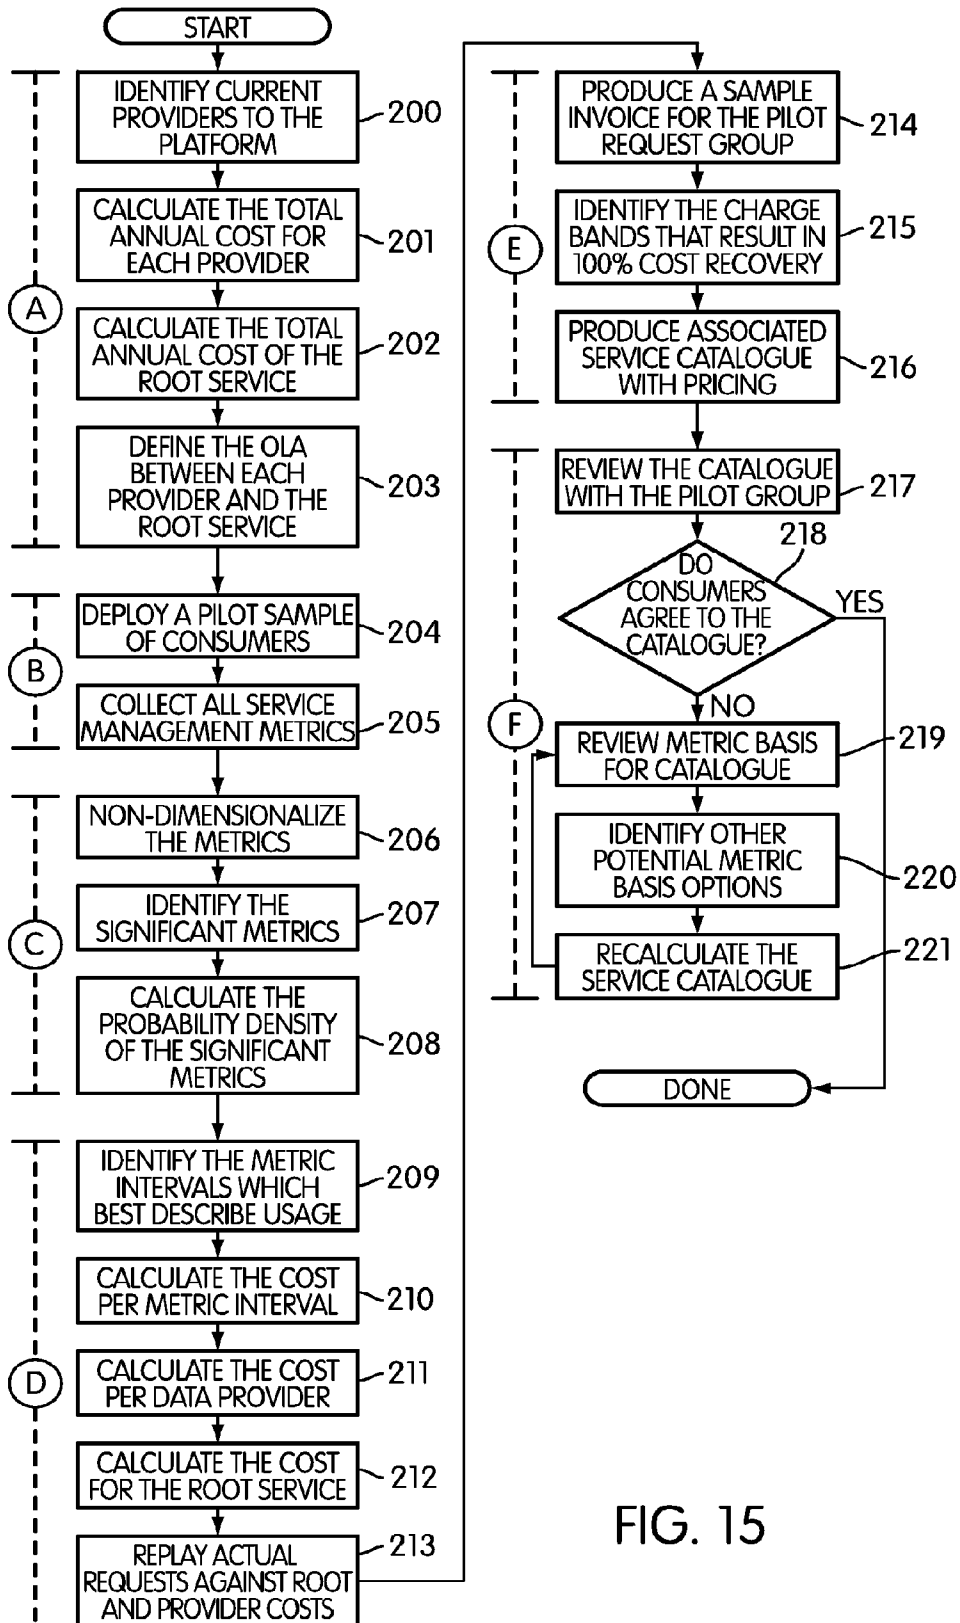 START
IDENTIFY CURRENT
PROVIDERS TO THE
PLATFORM
200
CALCULATE THE TOTAL
ANNUAL COST FOR
EACH PROVIDER
201
CALCULATE THE TOTAL
ANNUAL COST OF THE
ROOT SERVICE
202
DEFINE THE OLA
BETWEEN EACH
PROVIDER AND THE
ROOT SERVICE
203
A
DEPLOY A PILOT SAMPLE
OF CONSUMERS
204
COLLECT ALL SERVICE
MANAGEMENT METRICS
205
B
NON-DIMENSIONALIZE
THE METRICS
206
IDENTIFY THE
SIGNIFICANT METRICS
207
CALCULATE THE
PROBABILITY DENSITY
OF THE SIGNIFICANT
METRICS
208
C
IDENTIFY THE METRIC
INTERVALS WHICH
BEST DESCRIBE USAGE
209
CALCULATE THE COST
PER METRIC INTERVAL
210
CALCULATE THE COST
PER DATA PROVIDER
211
CALCULATE THE COST
FOR THE ROOT SERVICE
212
REPLAY ACTUAL
REQUESTS AGAINST ROOT
AND PROVIDER COSTS
213
D
PRODUCE A SAMPLE
INVOICE FOR THE PILOT
REQUEST GROUP
214
IDENTIFY THE CHARGE
BANDS THAT RESULT IN
100% COST RECOVERY
215
PRODUCE ASSOCIATED
SERVICE CATALOGUE
WITH PRICING
216
E
REVIEW THE CATALOGUE
WITH THE PILOT GROUP
217
DO
CONSUMERS
AGREE TO THE
CATALOGUE?
218
YES
NO
REVIEW METRIC BASIS
FOR CATALOGUE
219
IDENTIFY OTHER
POTENTIAL METRIC
BASIS OPTIONS
220
RECALCULATE THE
SERVICE CATALOGUE
221
F
DONE
FIG. 15